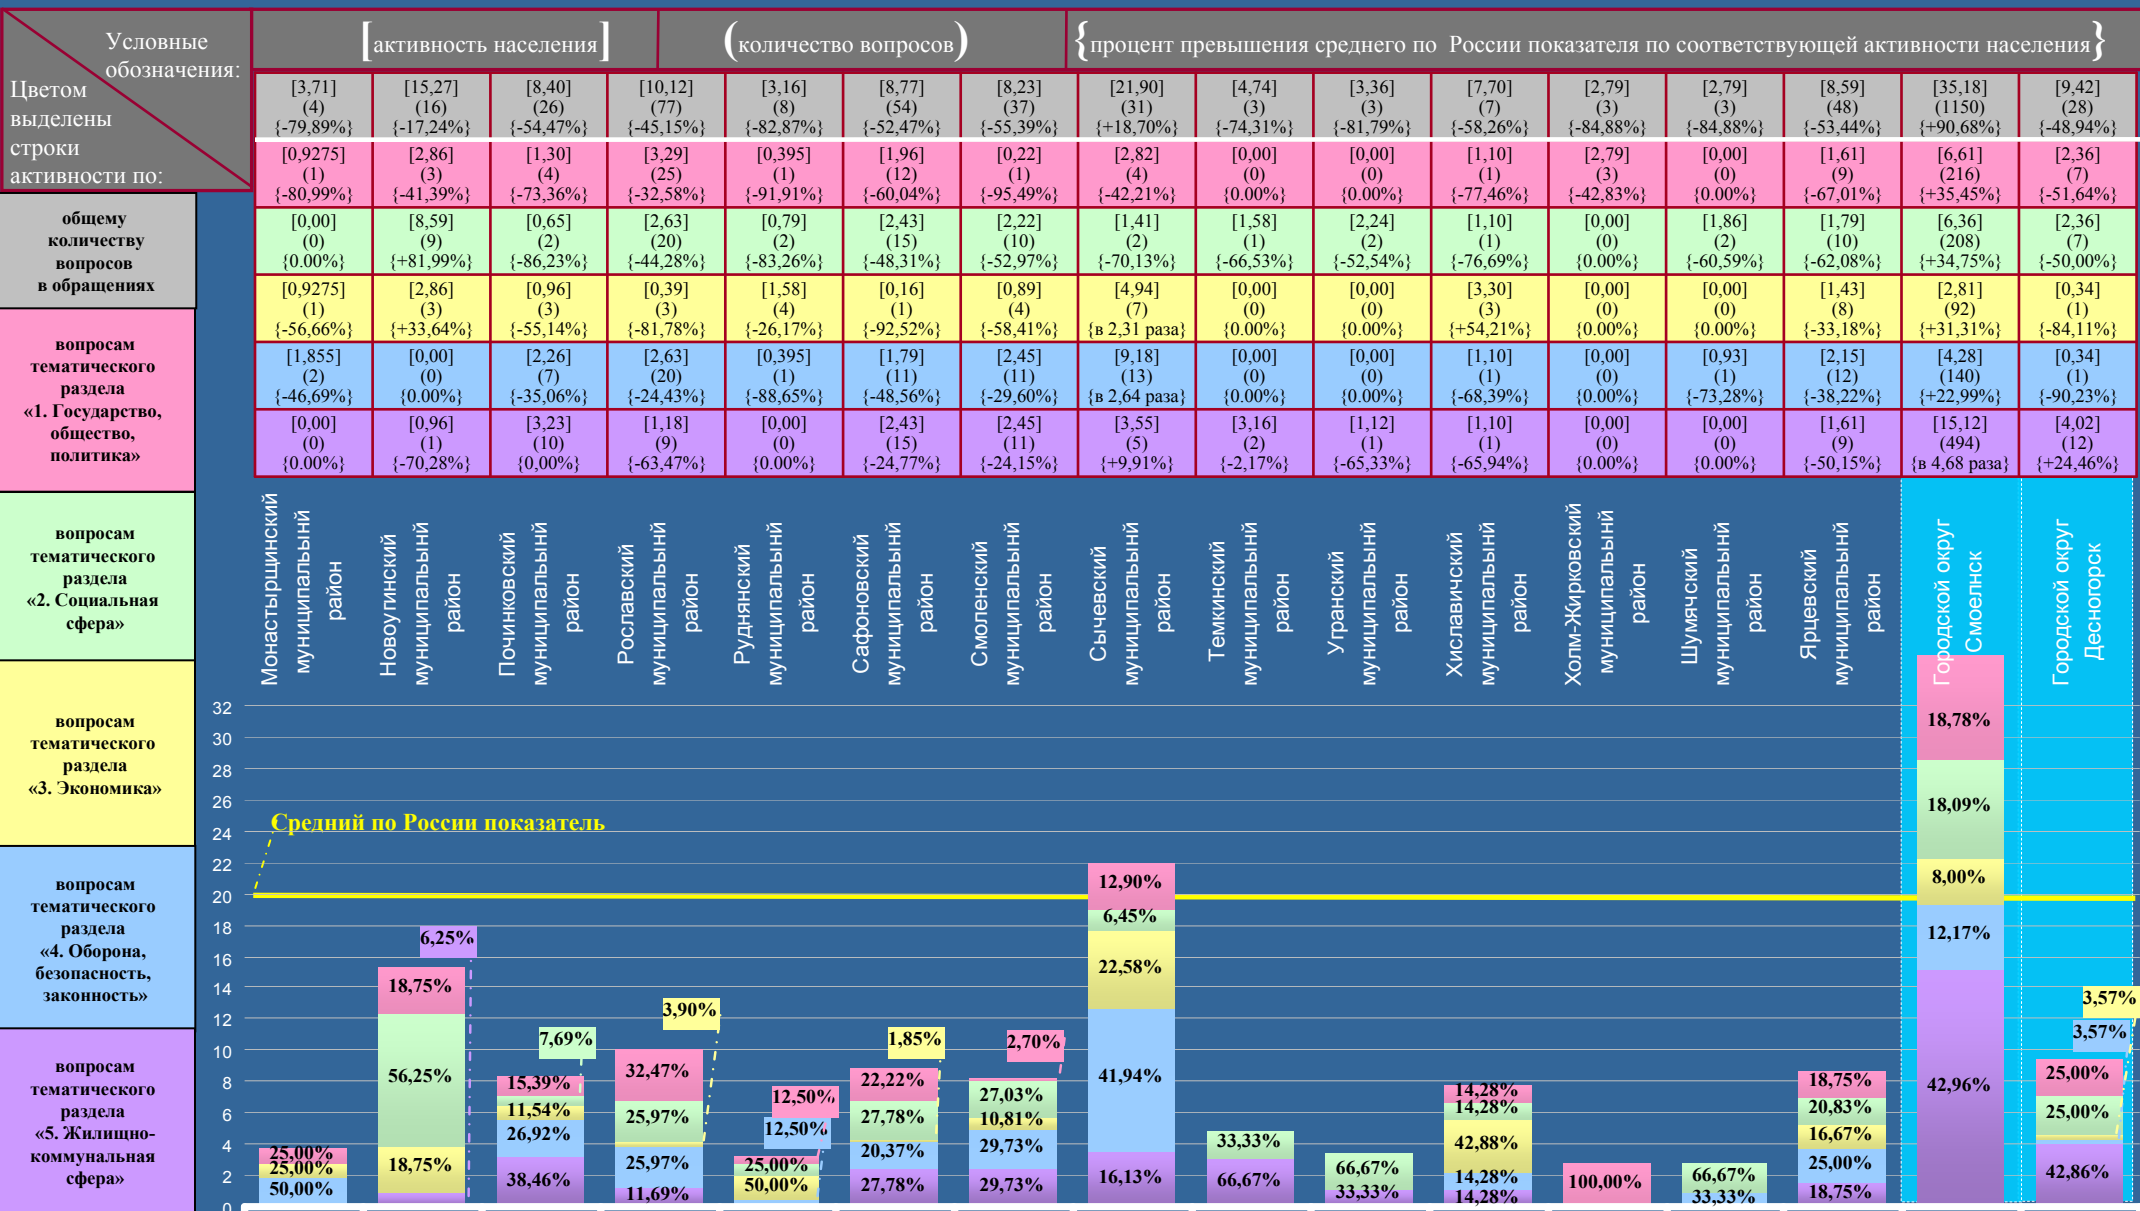 Условные
обозначения:
Цветом
выделены
строки
активности по:
[активность населения]
(количество вопросов)
{процент превышения среднего по России показателя по соответствующей активности населения}
[3,71] [15,27] [8,40] [10,12] [3,16] [8,77] [8,23] [21,90] [4,74] [3,36] [7,70] [2,79] [2,79] [8,59] [35,18] [9,42]
(4) (16) (26) (77) (8) (54) (37) (31) (3) (3) (7) (3) (3) (48) (1150) (28)
{-79,89%} {-17,24%} {-54,47%} {-45,15%} {-82,87%} {-52,47%} {-55,39%} {+18,70%} {-74,31%} {-81,79%} {-58,26%} {-84,88%} {-84,88%} {-53,44%} {+90,68%} {-48,94%}
[0,9275] [2,86] [1,30] [3,29] [0,395] [1,96] [0,22] [2,82] [0,00] [0,00] [1,10] [2,79] [0,00] [1,61] [6,61] [2,36]
(1) (3) (4) (25) (1) (12) (1) (4) (0) (0) (1) (3) (0) (9) (216) (7)
{-80,99%} {-41,39%} {-73,36%} {-32,58%} {-91,91%} {-60,04%} {-95,49%} {-42,21%} {0.00%} {0.00%} {-77,46%} {-42,83%} {0.00%} {-67,01%} {+35,45%} {-51,64%}
[0,00] [8,59] [0,65] [2,63] [0,79] [2,43] [2,22] [1,41] [1,58] [2,24] [1,10] [0,00] [1,86] [1,79] [6,36] [2,36]
(0) (9) (2) (20) (2) (15) (10) (2) (1) (2) (1) (0) (2) (10) (208) (7)
{0.00%} {+81,99%} {-86,23%} {-44,28%} {-83,26%} {-48,31%} {-52,97%} {-70,13%} {-66,53%} {-52,54%} {-76,69%} {0.00%} {-60,59%} {-62,08%} {+34,75%} {-50,00%}
[0,9275] [2,86] [0,96] [0,39] [1,58] [0,16] [0,89] [4,94] [0,00] [0,00] [3,30] [0,00] [0,00] [1,43] [2,81] [0,34]
(1) (3) (3) (3) (4) (1) (4) (7) (0) (0) (3) (0) (0) (8) (92) (1)
{-56,66%} {+33,64%} {-55,14%} {-81,78%} {-26,17%} {-92,52%} {-58,41%} {в 2,31 раза} {0.00%} {0.00%} {+54,21%} {0.00%} {0.00%} {-33,18%} {+31,31%} {-84,11%}
[1,855] [0,00] [2,26] [2,63] [0,395] [1,79] [2,45] [9,18] [0,00] [0,00] [1,10] [0,00] [0,93] [2,15] [4,28] [0,34]
(2) (0) (7) (20) (1) (11) (11) (13) (0) (0) (1) (0) (1) (12) (140) (1)
{-46,69%} {0.00%} {-35,06%} {-24,43%} {-88,65%} {-48,56%} {-29,60%} {в 2,64 раза} {0.00%} {0.00%} {-68,39%} {0.00%} {-73,28%} {-38,22%} {+22,99%} {-90,23%}
[0,00] [0,96] [3,23] [1,18] [0,00] [2,43] [2,45] [3,55] [3,16] [1,12] [1,10] [0,00] [0,00] [1,61] [15,12] [4,02]
(0) (1) (10) (9) (0) (15) (11) (5) (2) (1) (1) (0) (0) (9) (494) (12)
{0.00%} {-70,28%} {0,00%} {-63,47%} {0.00%} {-24,77%} {-24,15%} {+9,91%} {-2,17%} {-65,33%} {-65,94%} {0.00%} {0.00%} {-50,15%} {в 4,68 раза} {+24,46%}
общему
количеству
вопросов
в обращениях
вопросам
тематического
раздела
«1. Государство,
общество,
политика»
вопросам
тематического
раздела
«2. Социальная
сфера»
вопросам
тематического
раздела
«3. Экономика»
вопросам
тематического
раздела
«4. Оборона,
безопасность,
законность»
вопросам
тематического
раздела
«5. Жилищно-
коммунальная
сфера»
Монастырщинский
муниципальынй
район
Новоугинский
муниципальынй
район
Починковский
муниципальынй
район
Рославский
муниципальынй
район
Руднянский
муниципальынй
район
Сафоновский
муниципальынй
район
Смоленский
муниципальынй
район
Сычевский
муниципальынй
район
Темкинский
муниципальынй
район
Угранский
муниципальынй
район
Хиславичский
муниципальынй
район
Холм-Жирковский
муниципальынй
район
Шумячский
муниципальынй
район
Ярцевский
муниципальынй
район
Городской округ
Смоелнск
Городской округ
Десногорск
32
30
28
26
24
22
20
18
16
14
12
10
8
6
4
2
0
Средний по России показатель
25,00%
25,00%
50,00%
6,25%
18,75%
56,25%
18,75%
7,69%
15,39%
11,54%
26,92%
38,46%
3,90%
32,47%
25,97%
25,97%
11,69%
12,50%
12,50%
25,00%
50,00%
1,85%
22,22%
27,78%
20,37%
27,78%
2,70%
27,03%
10,81%
29,73%
29,73%
12,90%
6,45%
22,58%
41,94%
16,13%
33,33%
66,67%
66,67%
33,33%
14,28%
14,28%
42,88%
14,28%
14,28%
100,00%
66,67%
33,33%
18,75%
20,83%
16,67%
25,00%
18,75%
18,78%
18,09%
8,00%
12,17%
42,96%
3,57%
3,57%
25,00%
25,00%
42,86%